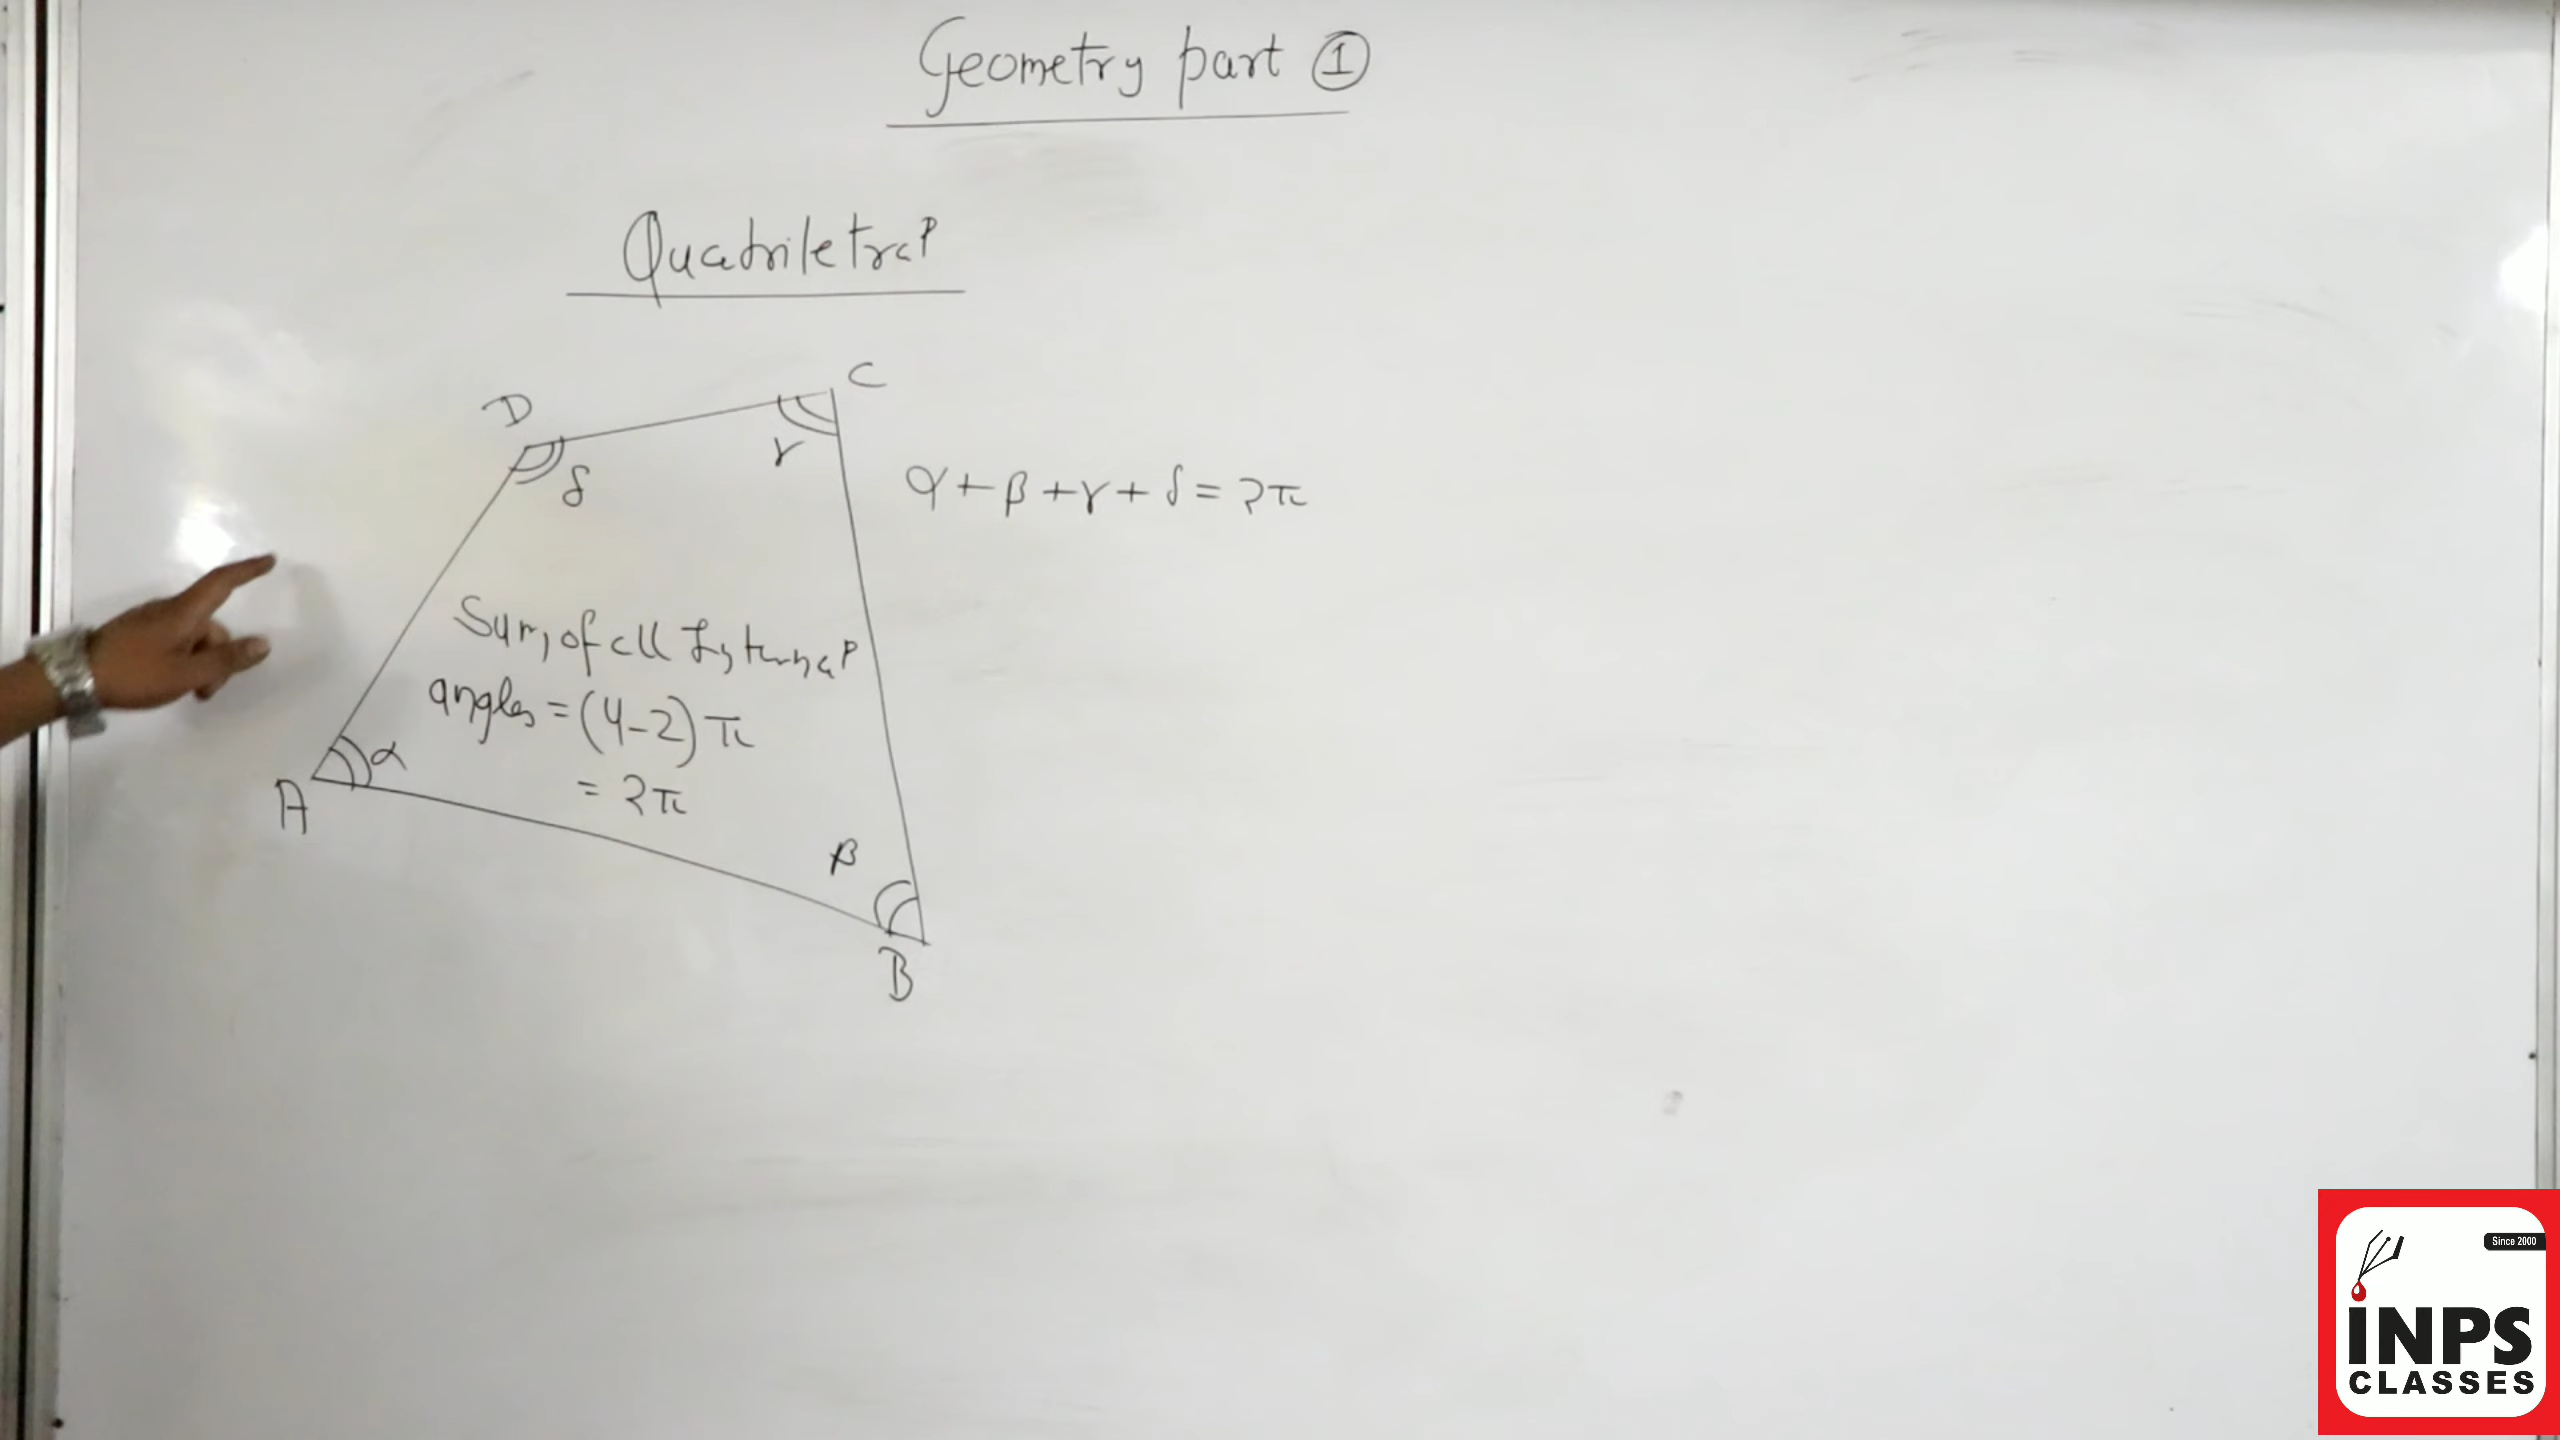 Geometry part ①
Quadriletral
D
C
δ
γ
α+β+γ+δ=2π
Sum of all Internal
angles=(4-2)π
=2π
α
A
β
B
Since 2000
iNPS
CLASSES